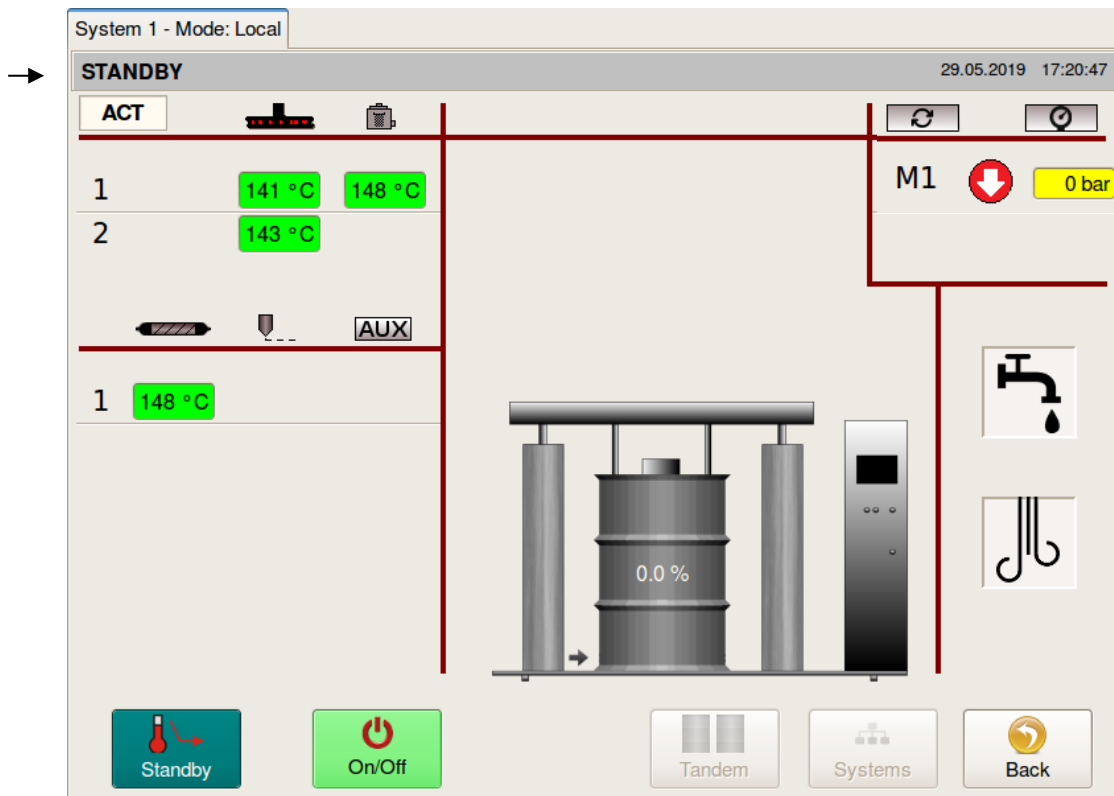 System 1 - Mode: Local
STANDBY 29.05.2019 17:20:47
ACT
1 141 °C 148 °C
M1 0 bar
2 143 °C
AUX
1 148 °C
0.0 %
Standby On/Off Tandem Systems Back